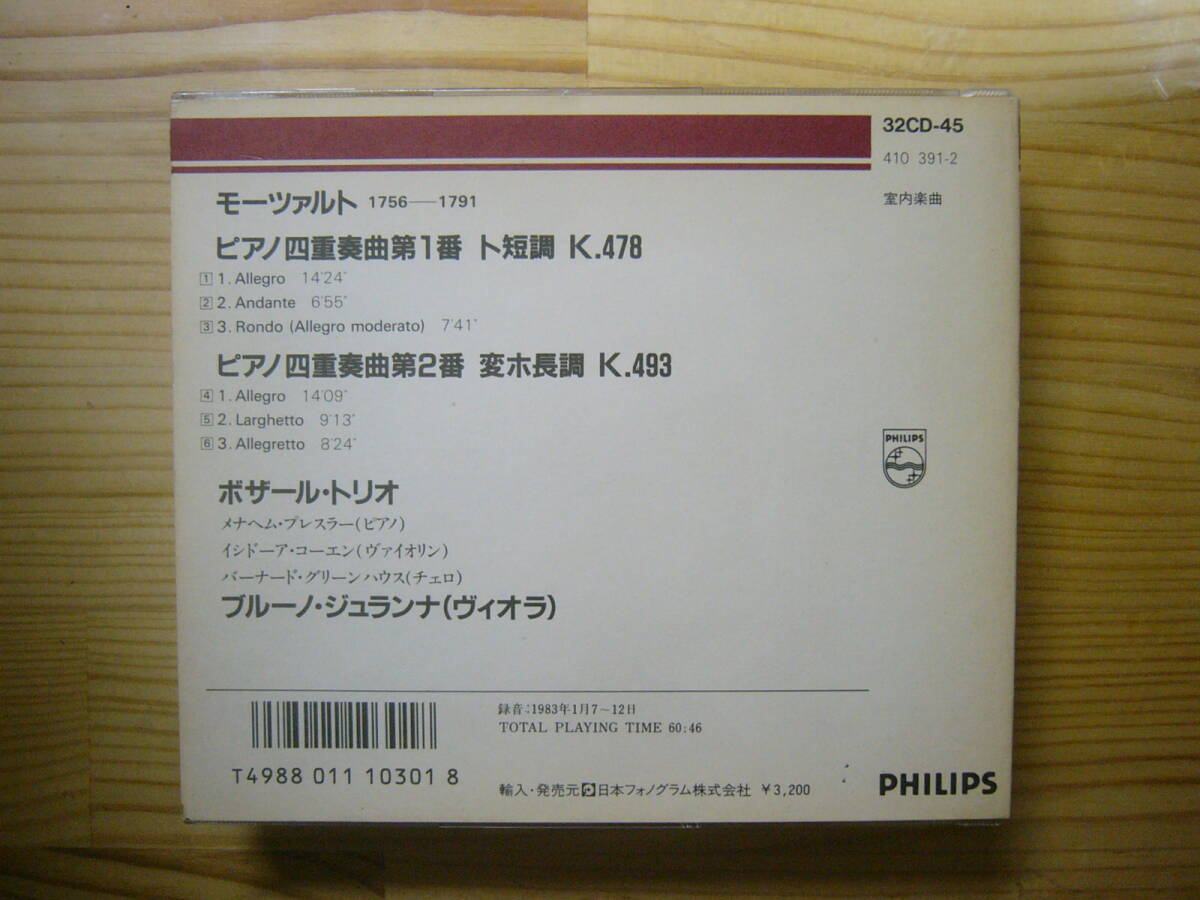 32CD-45
410 391-2
室内楽曲
モーツァルト 1756—1791
ピアノ四重奏曲第1番 ト短調 K.478
1 1. Allegro 14'24"
2 2. Andante 6'55"
3 3. Rondo (Allegro moderato) 7'41"
ピアノ四重奏曲第2番 変ホ長調 K.493
4 1. Allegro 14'09"
5 2. Larghetto 9'13"
6 3. Allegretto 8'24"
PHILIPS
ボザール・トリオ
メナヘム・プレスラー(ピアノ)
イシドーア・コーエン(ヴァイオリン)
バーナード・グリーンハウス(チェロ)
ブルーノ・ジュランナ(ヴィオラ)
録音:1983年1月7~12日
TOTAL PLAYING TIME 60:46
T4988 011 10301 8
輸入・発売元 日本フォノグラム株式会社 ¥3,200
PHILIPS